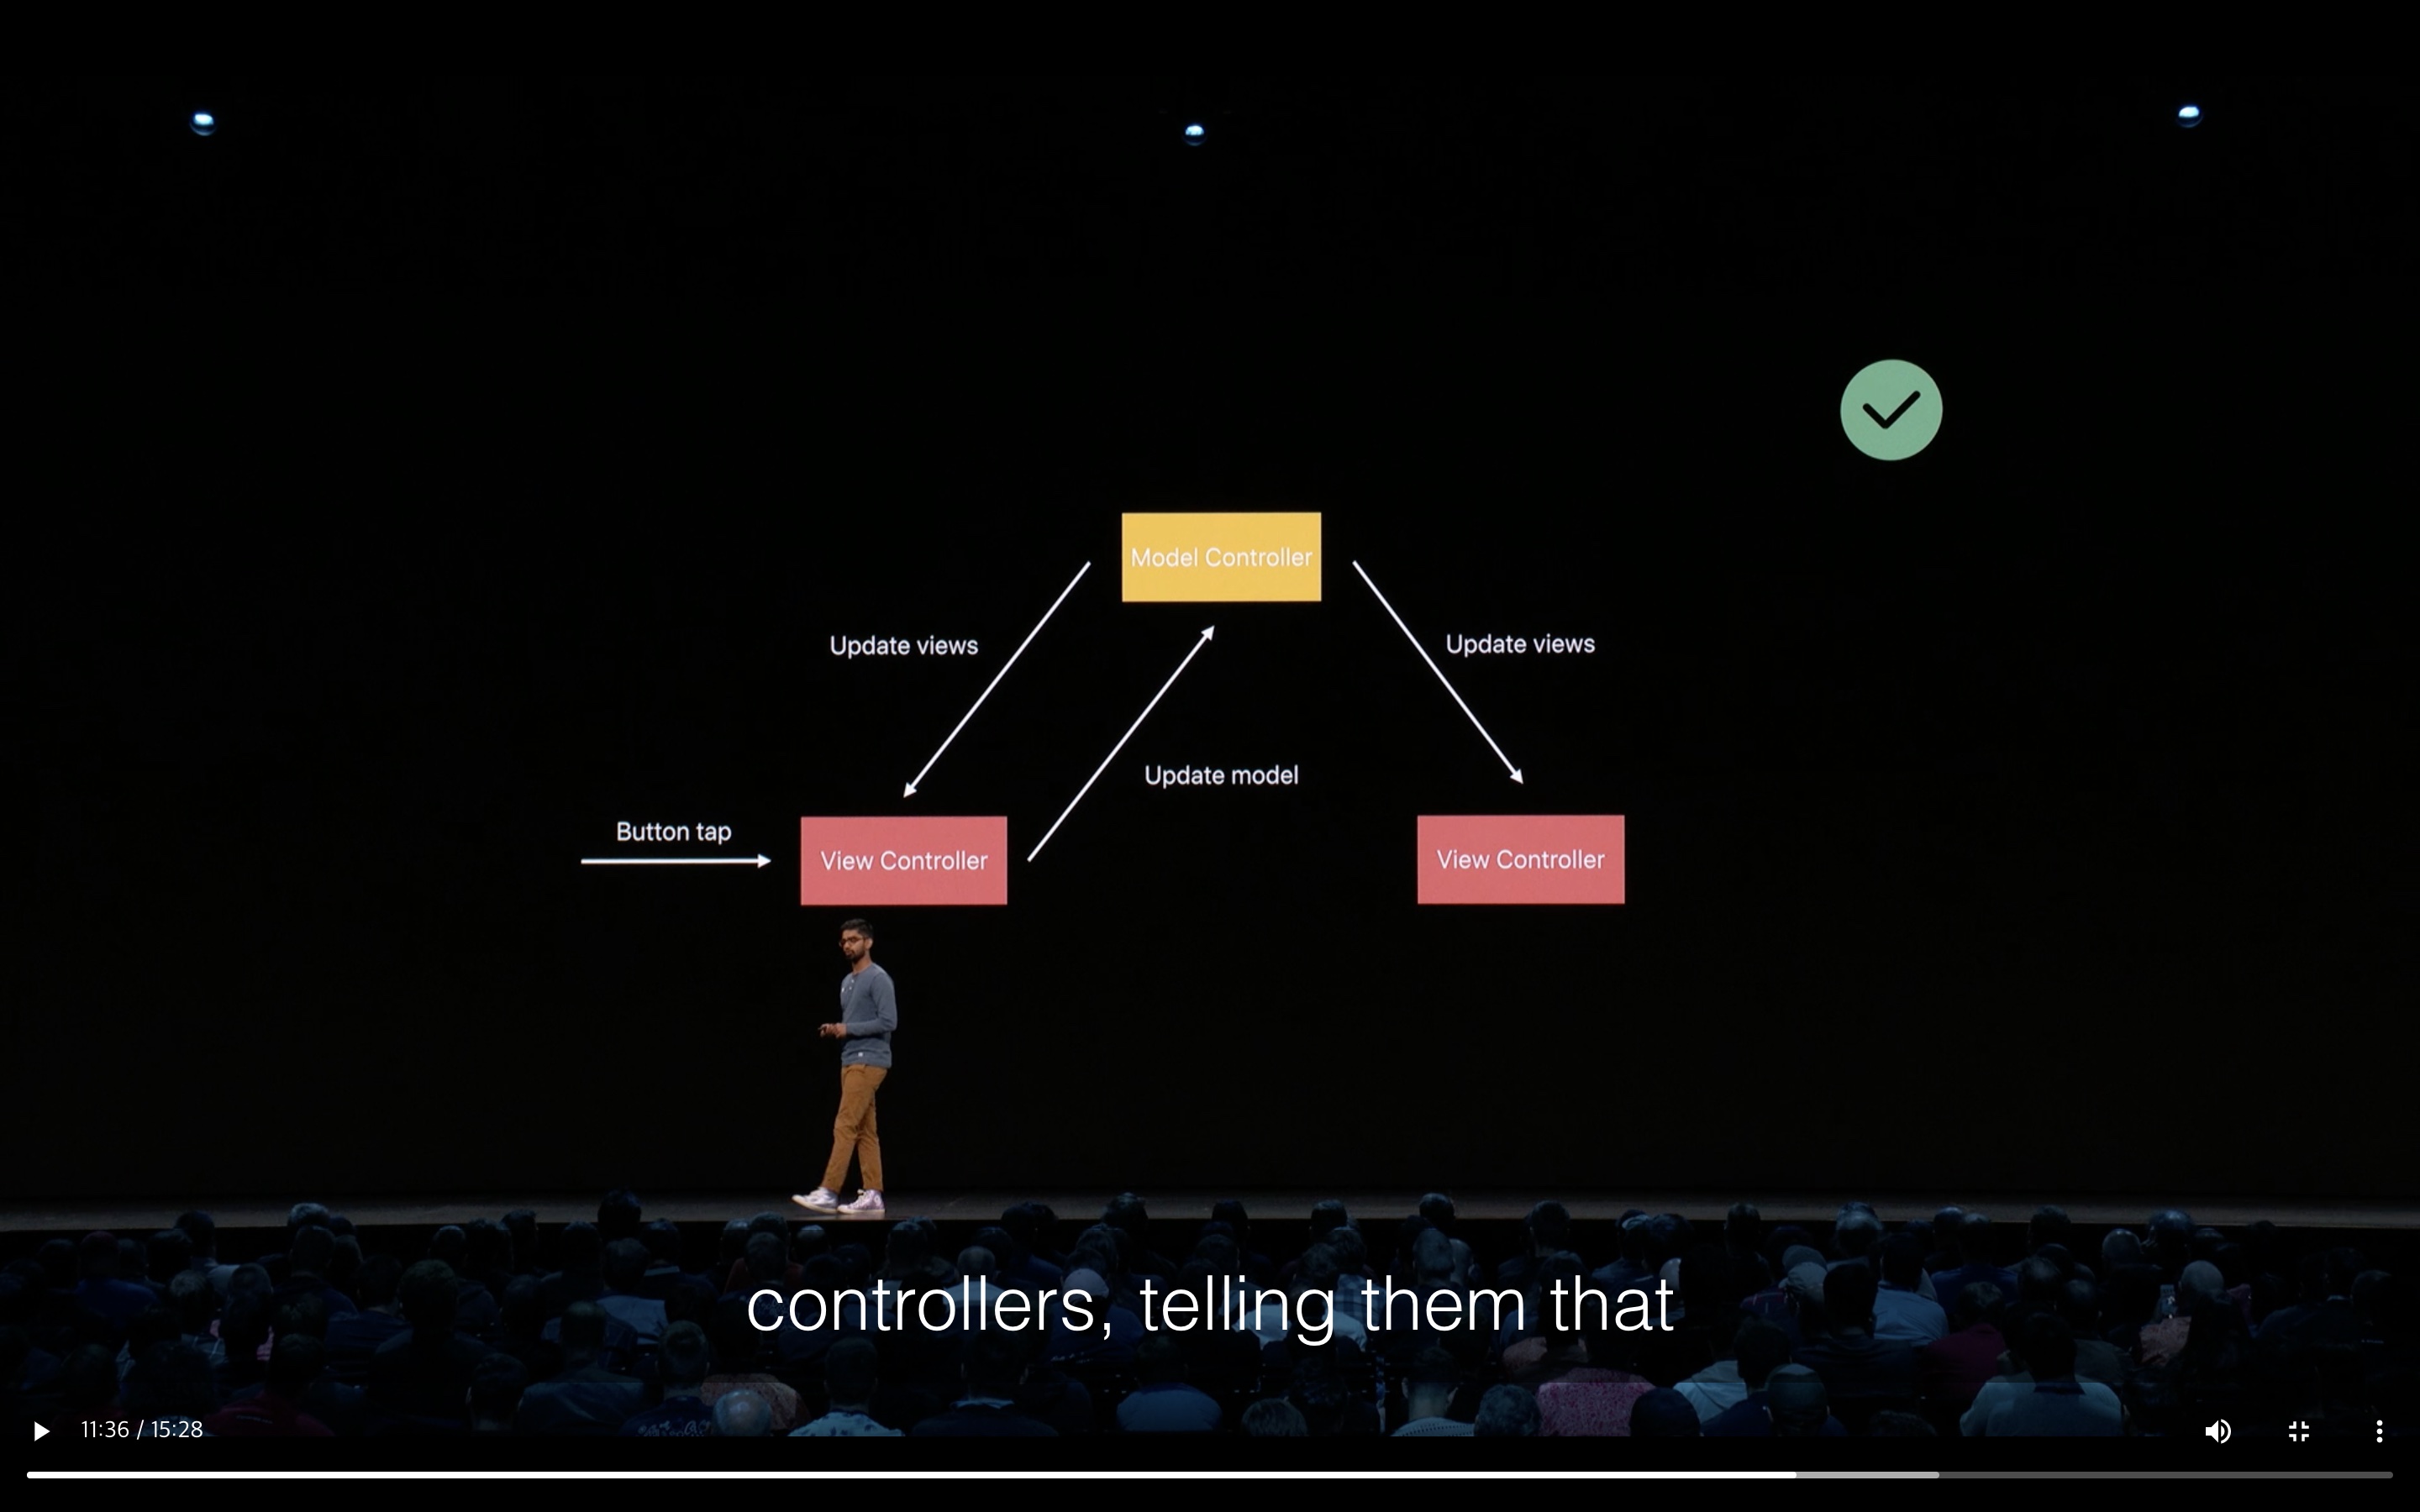 Model Controller
Update views
Update views
Update model
Button tap
View Controller
View Controller
controllers, telling them that
11:36 / 15:28